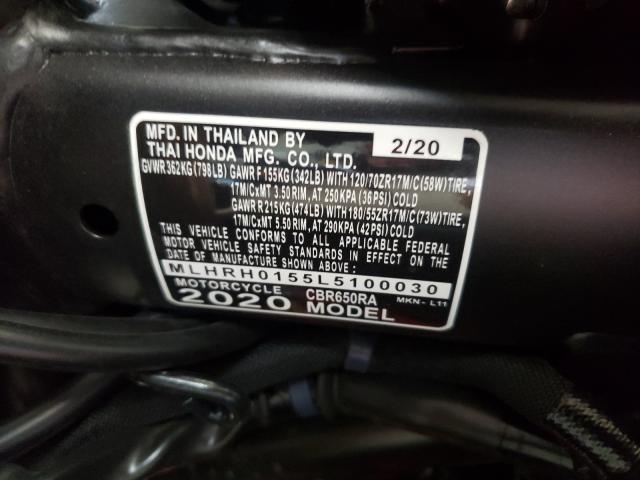 MFD. IN THAILAND BY 2/20
THAI HONDA MFG. CO., LTD.
GVWR 362KG (798LB) GAWR F 155KG (342LB) WITH 120/70ZR17M/C(58W)TIRE,
17M/CxMT 3.50 RIM, AT 250KPA (36PSI) COLD
GAWR R 215KG (474LB) WITH 180/55ZR17M/C(73W)TIRE,
17M/CxMT 5.50 RIM, AT 290KPA (42PSI) COLD
THIS VEHICLE CONFORMS TO ALL APPLICABLE FEDERAL
MOTOR VEHICLE SAFETY STANDARDS IN EFFECT ON THE
DATE OF MANUFACTURE SHOWN ABOVE :
MLHRH0155L5100030
MOTORCYCLE CBR650RA MKN- L11
2020 MODEL